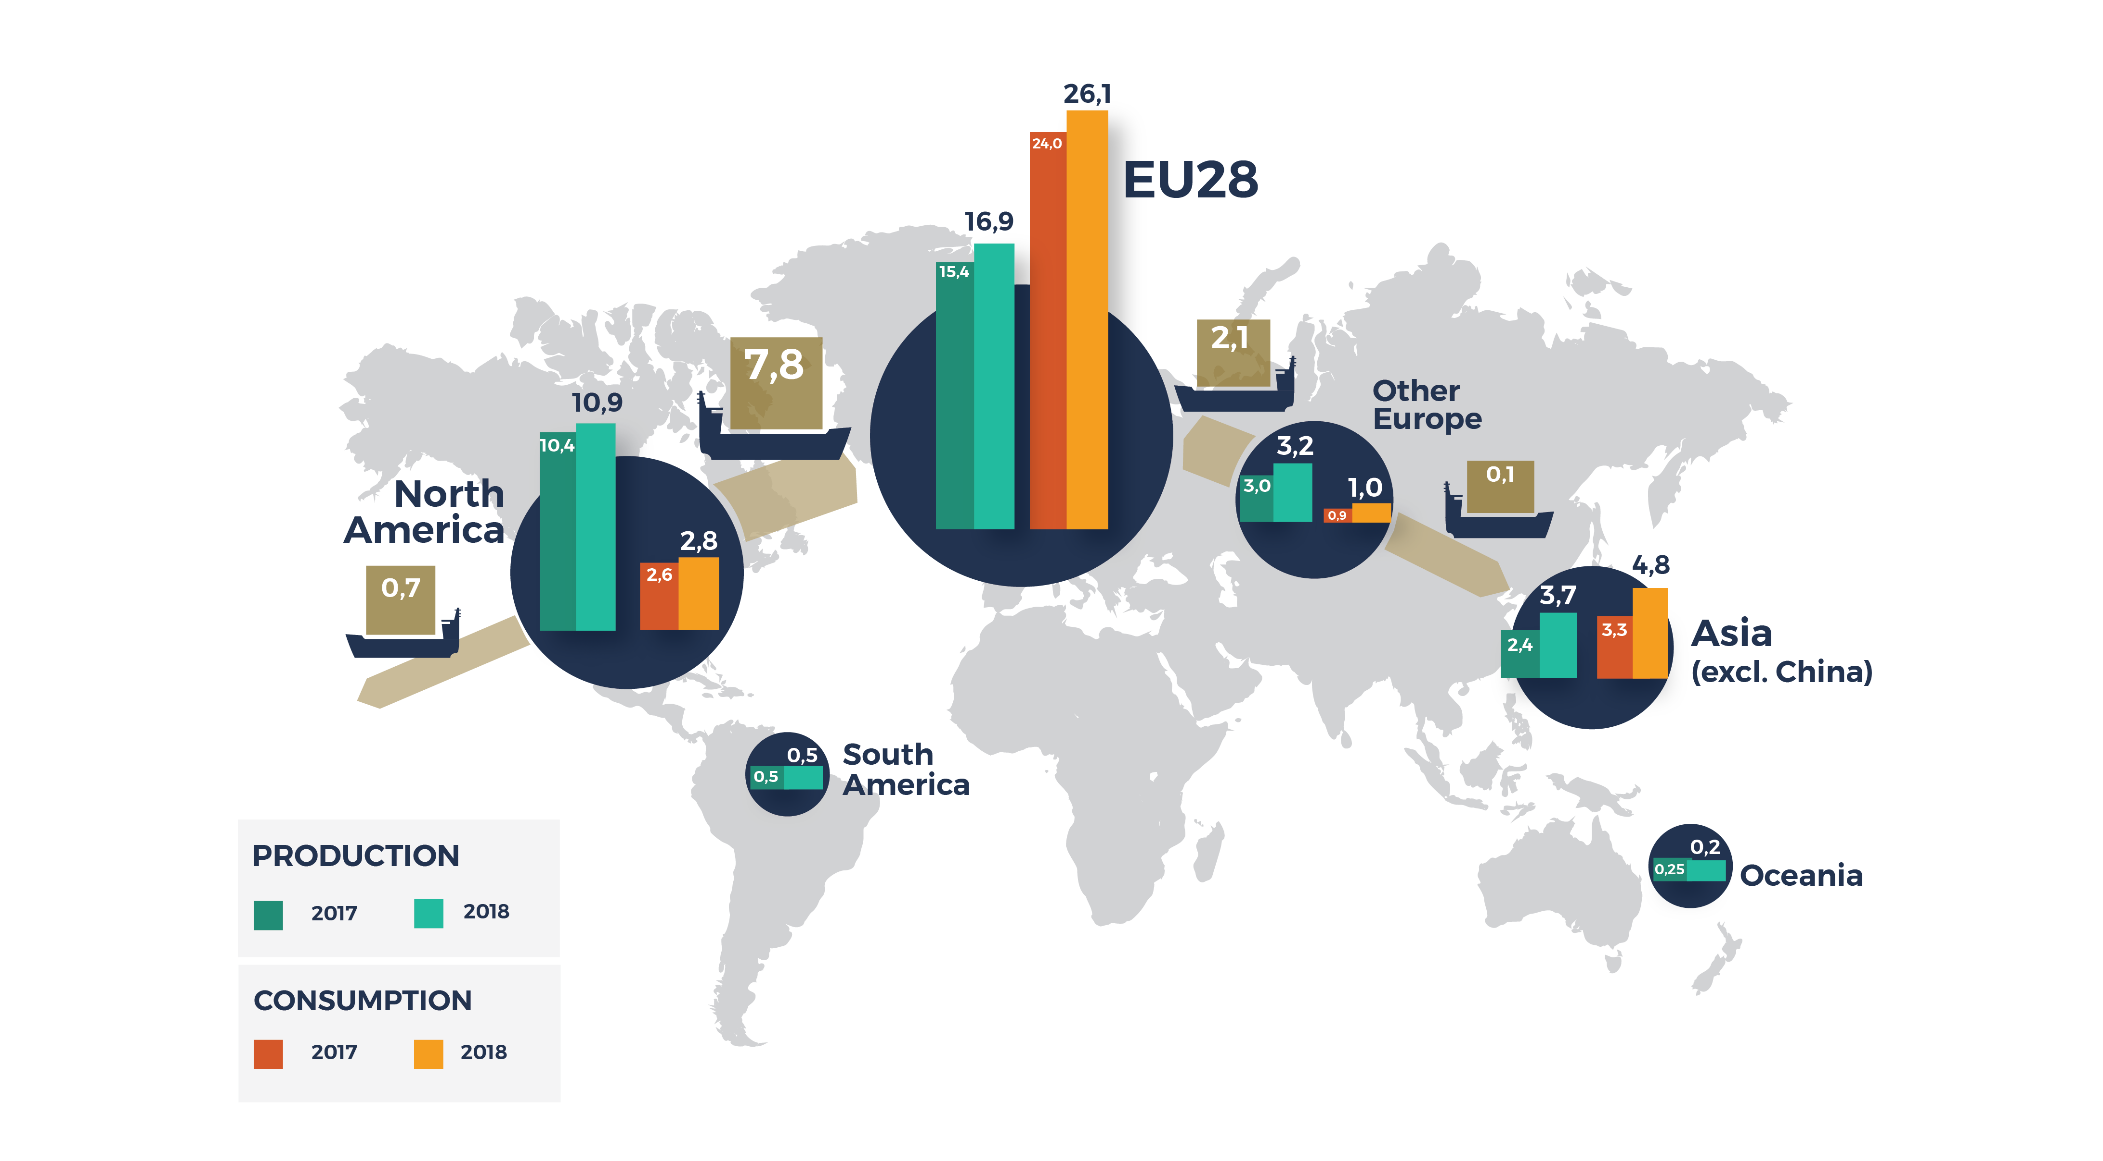 26,1
24,0
EU28
16,9
15,4
7,8
2,1
Other
Europe
10,9
10,4
3,2
3,0
1,0
0,9
0,1
North
America
2,8
2,6
0,7
4,8
3,7
3,3
2,4
Asia
(excl. China)
0,5
0,5
South
America
0,2
0,25
Oceania
PRODUCTION
2017 2018
CONSUMPTION
2017 2018